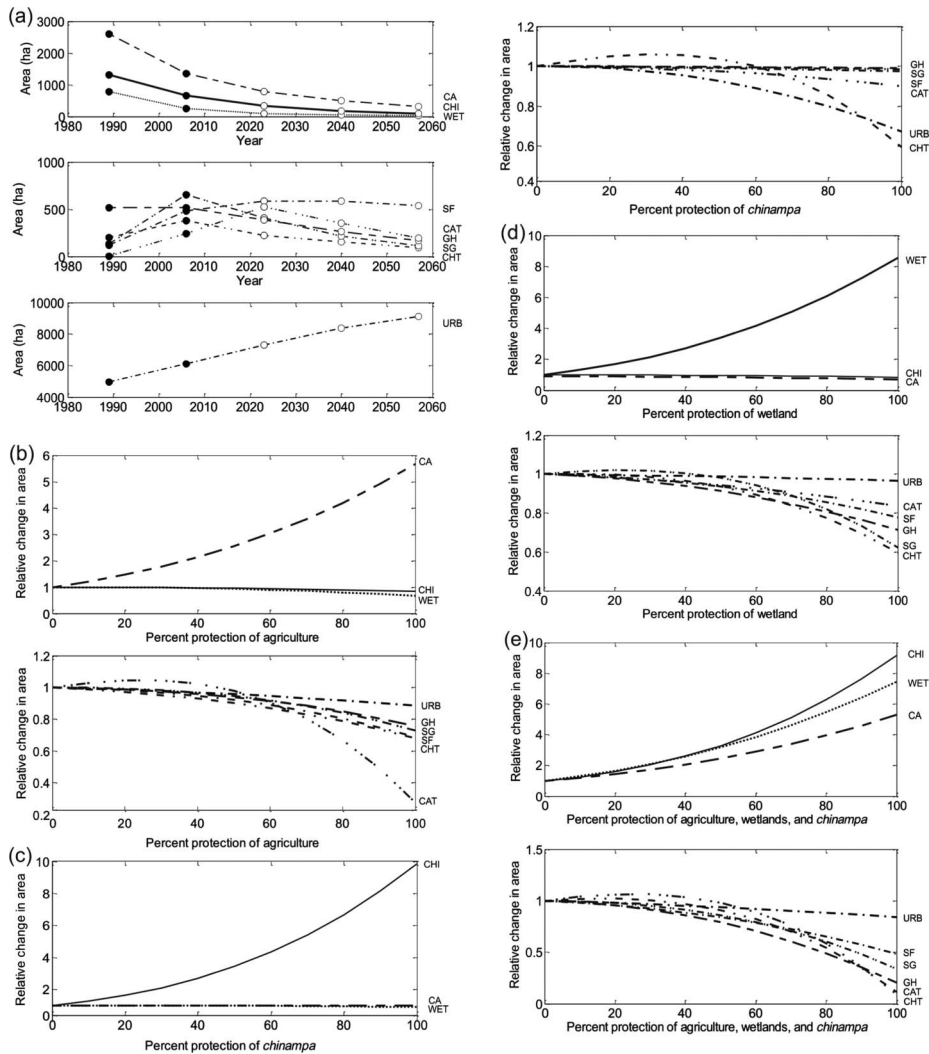 (a)
3000
2000
1000
0
Area (ha)
CA
CHI
WET
1980 1990 2000 2010 2020 2030 2040 2050 2060
Year
1000
500
0
Area (ha)
SF
CAT
GH
SG
CHT
1980 1990 2000 2010 2020 2030 2040 2050 2060
Year
10000
8000
6000
4000
Area (ha)
URB
1980 1990 2000 2010 2020 2030 2040 2050 2060
(b)
6
5
4
3
2
1
0
Relative change in area
CA
CHI
WET
0 20 40 60 80 100
Percent protection of agriculture
1.2
1
0.8
0.6
0.4
0.2
Relative change in area
URB
GH
SG
SF
CHT
CAT
0 20 40 60 80 100
Percent protection of agriculture
(c)
10
8
6
4
2
0
Relative change in area
CHI
CA
WET
0 20 40 60 80 100
Percent protection of chinampa
1.2
1
0.8
0.6
0.4
Relative change in area
GH
SG
SF
CAT
URB
CHT
0 20 40 60 80 100
Percent protection of chinampa
(d)
10
8
6
4
2
0
Relative change in area
WET
CHI
CA
0 20 40 60 80 100
Percent protection of wetland
1.2
1
0.8
0.6
0.4
Relative change in area
URB
CAT
SF
GH
SG
CHT
0 20 40 60 80 100
Percent protection of wetland
(e)
10
8
6
4
2
0
Relative change in area
CHI
WET
CA
0 20 40 60 80 100
Percent protection of agriculture, wetlands, and chinampa
1.5
1
0.5
0
Relative change in area
URB
SF
SG
GH
CAT
CHT
0 20 40 60 80 100
Percent protection of agriculture, wetlands, and chinampa